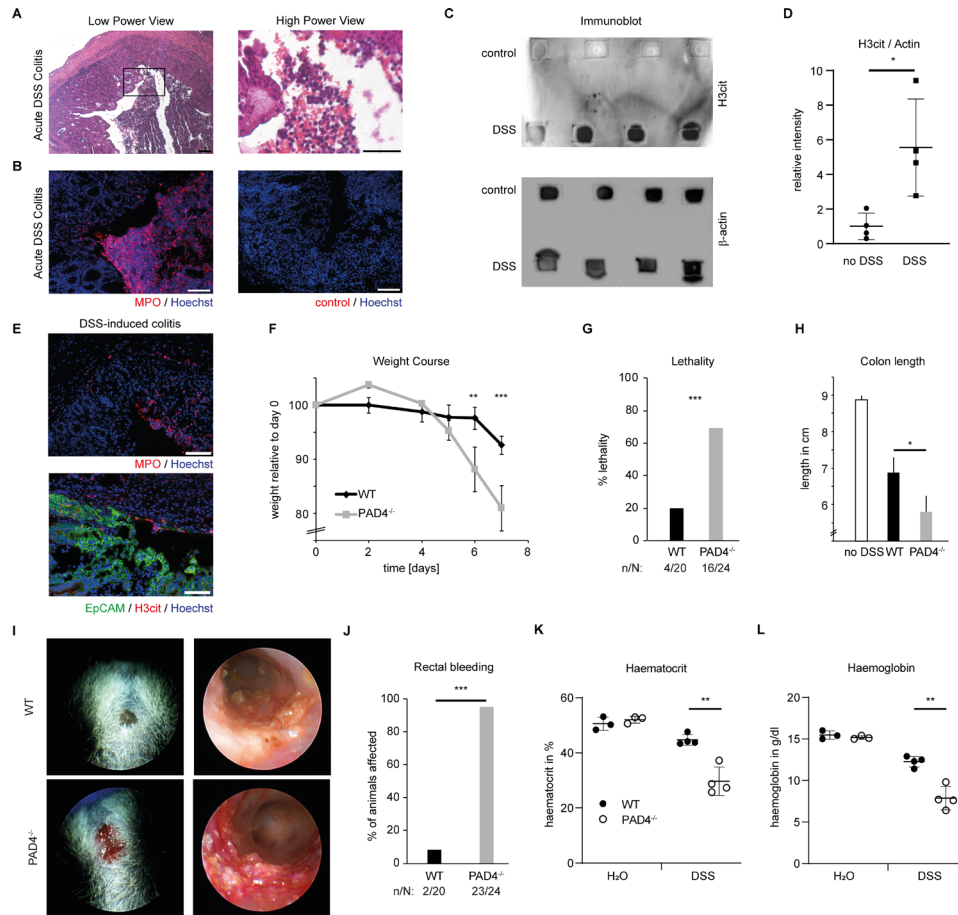 A
Low Power View
High Power View
Acute DSS Colitis
B
Acute DSS Colitis
MPO / Hoechst
control / Hoechst
C
Immunoblot
control
DSS
H3cit
control
DSS
β-actin
D
H3cit / Actin
*
relative intensity
10
8
6
4
2
0
no DSS
DSS
E
DSS-induced colitis
MPO / Hoechst
EpCAM / H3cit / Hoechst
F
Weight Course
weight relative to day 0
100
90
80
** ***
WT
PAD4-/-
0 2 4 6 8
time [days]
G
Lethality
% lethality
100
80
60
40
20
0
***
WT PAD4-/-
n/N: 4/20 16/24
H
Colon length
length in cm
9
8
7
6
*
no DSS WT PAD4-/-
I
WT
PAD4-/-
J
Rectal bleeding
% of animals affected
100
80
60
40
20
0
***
WT PAD4-/-
n/N: 2/20 23/24
K
Haematocrit
haematocrit in %
60
40
20
0
**
WT
PAD4-/-
H2O DSS
L
Haemoglobin
haemoglobin in g/dl
20
15
10
5
0
**
H2O DSS